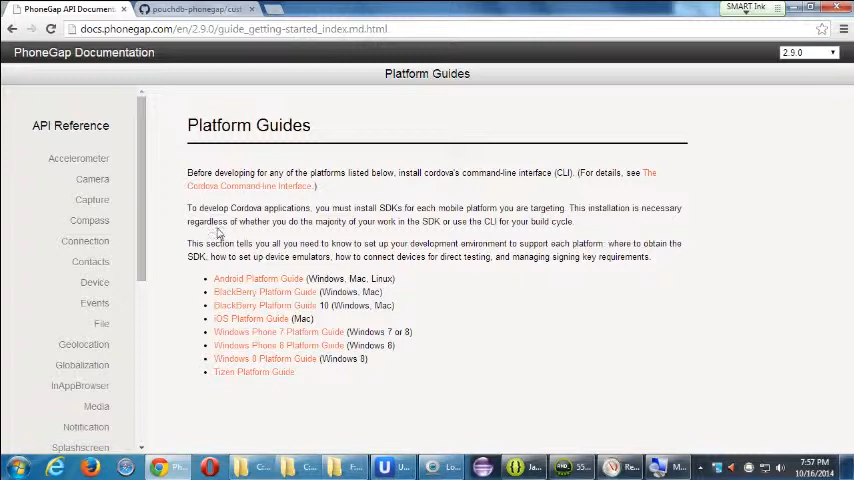 PhoneGap API Documenta
pouchdb-phonegap/cust
SMART Ink
docs.phonegap.com/en/2.9.0/guide_getting-started_index.md.html
PhoneGap Documentation
2.9.0
Platform Guides
API Reference
Accelerometer
Camera
Capture
Compass
Connection
Contacts
Device
Events
File
Geolocation
Globalization
InAppBrowser
Media
Notification
Splashscreen
Platform Guides
Before developing for any of the platforms listed below, install cordova's command-line interface (CLI). (For details, see The
Cordova Command-line Interface.)
To develop Cordova applications, you must install SDKs for each mobile platform you are targeting. This installation is necessary
regardless of whether you do the majority of your work in the SDK or use the CLI for your build cycle.
This section tells you all you need to know to set up your development environment to support each platform: where to obtain the
SDK, how to set up device emulators, how to connect devices for direct testing, and managing signing key requirements.
• Android Platform Guide (Windows, Mac, Linux)
• BlackBerry Platform Guide (Windows, Mac)
• BlackBerry Platform Guide 10 (Windows, Mac)
• iOS Platform Guide (Mac)
• Windows Phone 7 Platform Guide (Windows 7 or 8)
• Windows Phone 8 Platform Guide (Windows 8)
• Windows 8 Platform Guide (Windows 8)
• Tizen Platform Guide
Ph...
C:...
C:...
F:...
U...
Lo...
Ja...
55...
Re...
M...
7:57 PM
10/16/2014